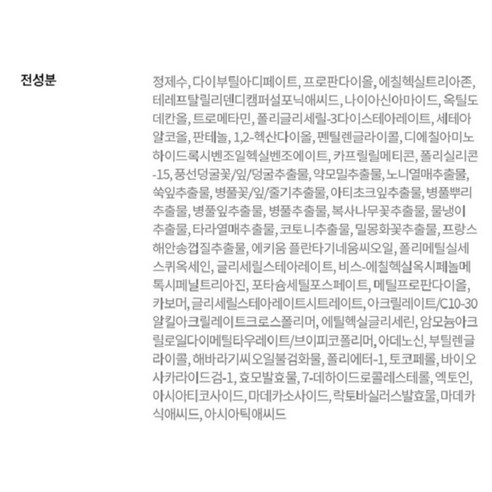 전성분
정제수, 다이부틸아디페이트, 프로판다이올, 에칠헥실트리아존,
테레프탈릴리덴디캠퍼설포닉애씨드, 나이아신아마이드, 옥틸도
데칸올, 트로메타민, 폴리글리세릴-3다이스테아레이트, 세테아
알코올, 판테놀, 1,2-헥산다이올, 펜틸렌글라이콜, 디에칠아미노
하이드록시벤조일헥실벤조에이트, 카프릴릴메티콘, 폴리실리콘
-15, 풍선덩굴꽃/잎/덩굴추출물, 약모밀추출물, 노니열매추출물,
쑥잎추출물, 병풀꽃/잎/줄기추출물, 아티초크잎추출물, 병풀뿌리
추출물, 병풀잎추출물, 병풀추출물, 복사나무꽃추출물, 물냉이
추출물, 타라열매추출물, 코토니추출물, 밀몽화꽃추출물, 프랑스
해안송껍질추출물, 에키움 플란타기네움씨오일, 폴리메틸실세
스퀴옥세인, 글리세릴스테아레이트, 비스-에칠헥실옥시페놀메
톡시페닐트리아진, 포타슘세틸포스페이트, 메틸프로판다이올,
카보머, 글리세릴스테아레이트시트레이트, 아크릴레이트/C10-30
알킬아크릴레이트크로스폴리머, 에틸헥실글리세린, 암모늄아크
릴로일다이메틸타우레이트/브이피코폴리머, 아데노신, 부틸렌글
라이콜, 해바라기씨오일불검화물, 폴리에터-1, 토코페롤, 바이오
사카라이드검-1, 효모발효물, 7-데하이드로콜레스테롤, 엑토인,
아시아티코사이드, 마데카소사이드, 락토바실러스발효물, 마데카
식애씨드, 아시아틱애씨드